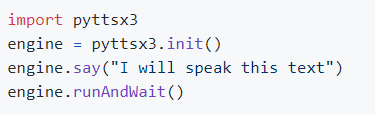 import pyttsx3
engine = pyttsx3.init()
engine.say("I will speak this text")
engine.runAndWait()